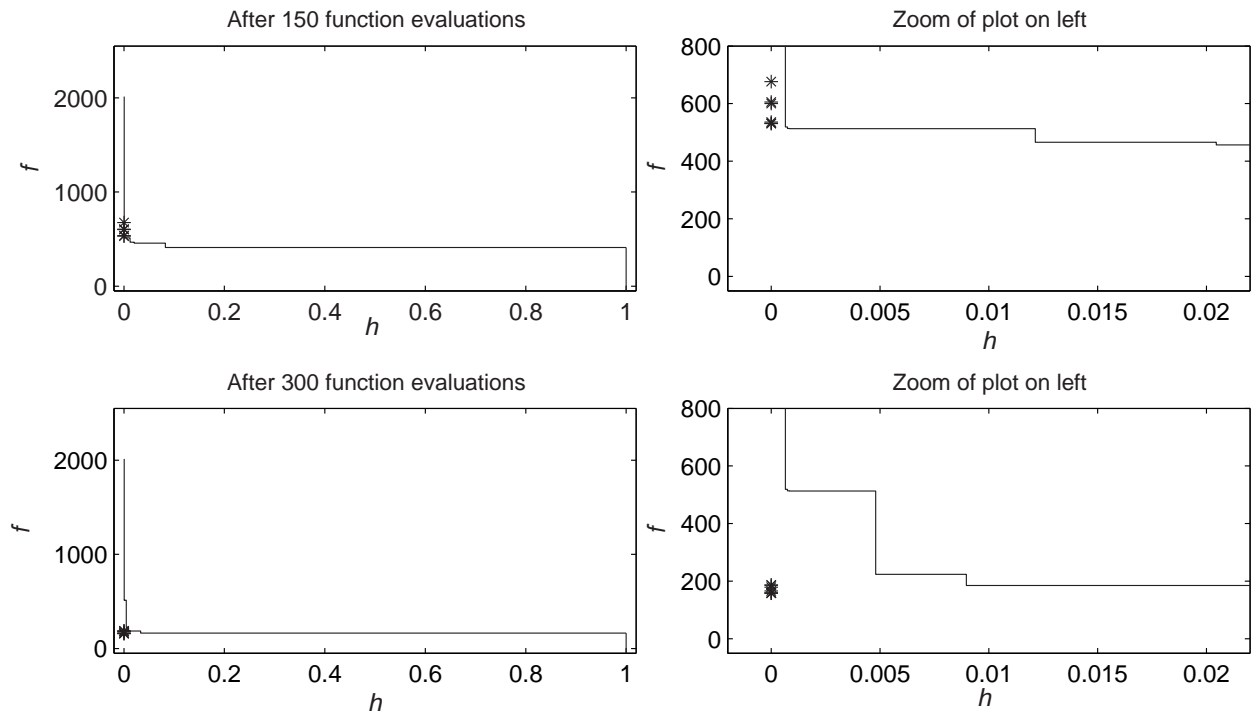 After 150 function evaluations
2000
1000
0
f
0 0.2 0.4 0.6 0.8 1
h
Zoom of plot on left
800
600
400
200
0
f
0 0.005 0.01 0.015 0.02
h
After 300 function evaluations
2000
1000
0
f
0 0.2 0.4 0.6 0.8 1
h
Zoom of plot on left
800
600
400
200
0
f
0 0.005 0.01 0.015 0.02
h